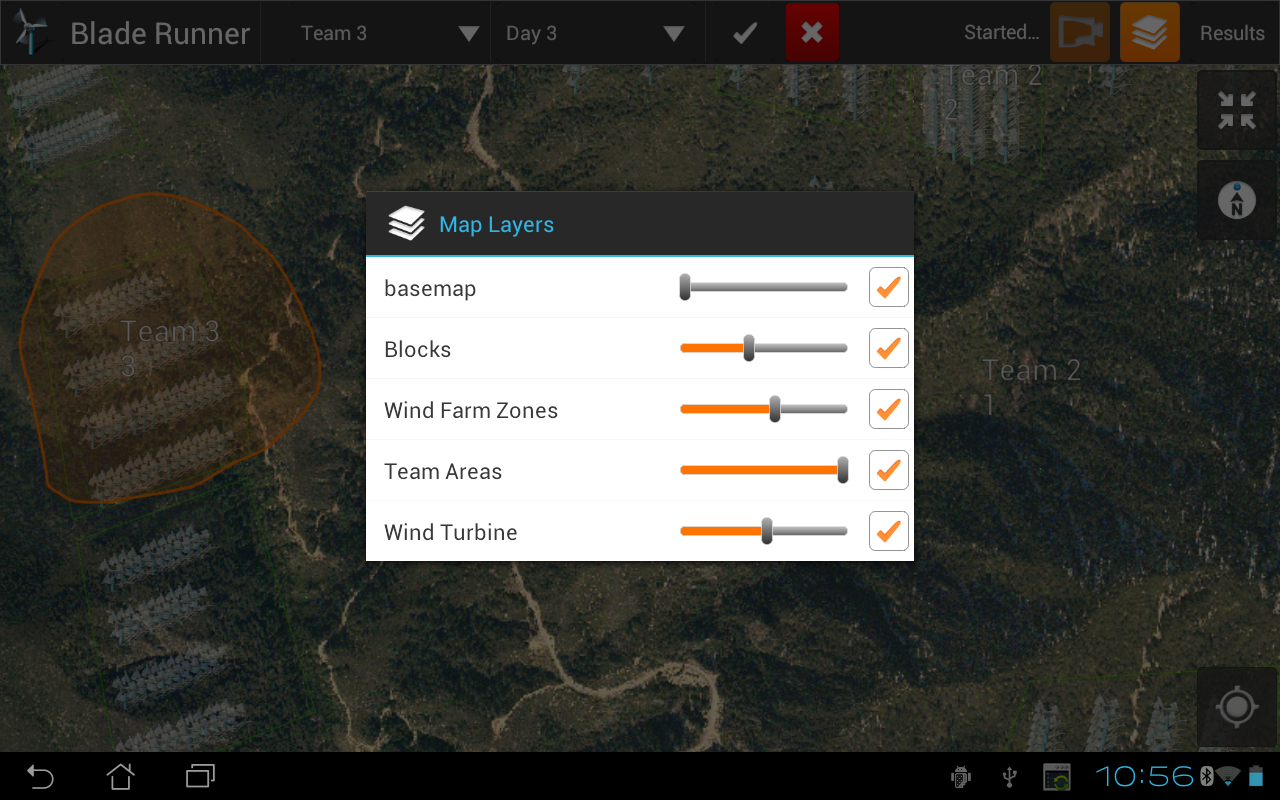 Blade Runner
Team 3
Day 3
Started...
Results
Team 2
2
N
Team 3
3
Team 2
1
Map Layers
basemap
Blocks
Wind Farm Zones
Team Areas
Wind Turbine
10:56